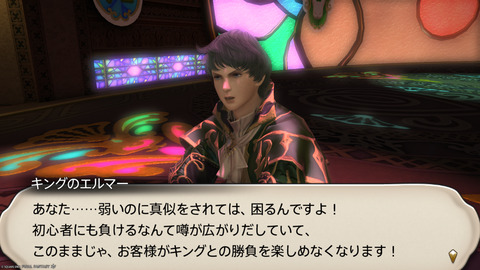 キングのエルマー
あなた……弱いのに真似をされては、困るんですよ！
初心者にも負けるなんて噂が広がりだしていて、
このままじゃ、お客様がキングとの勝負を楽しめなくなります！